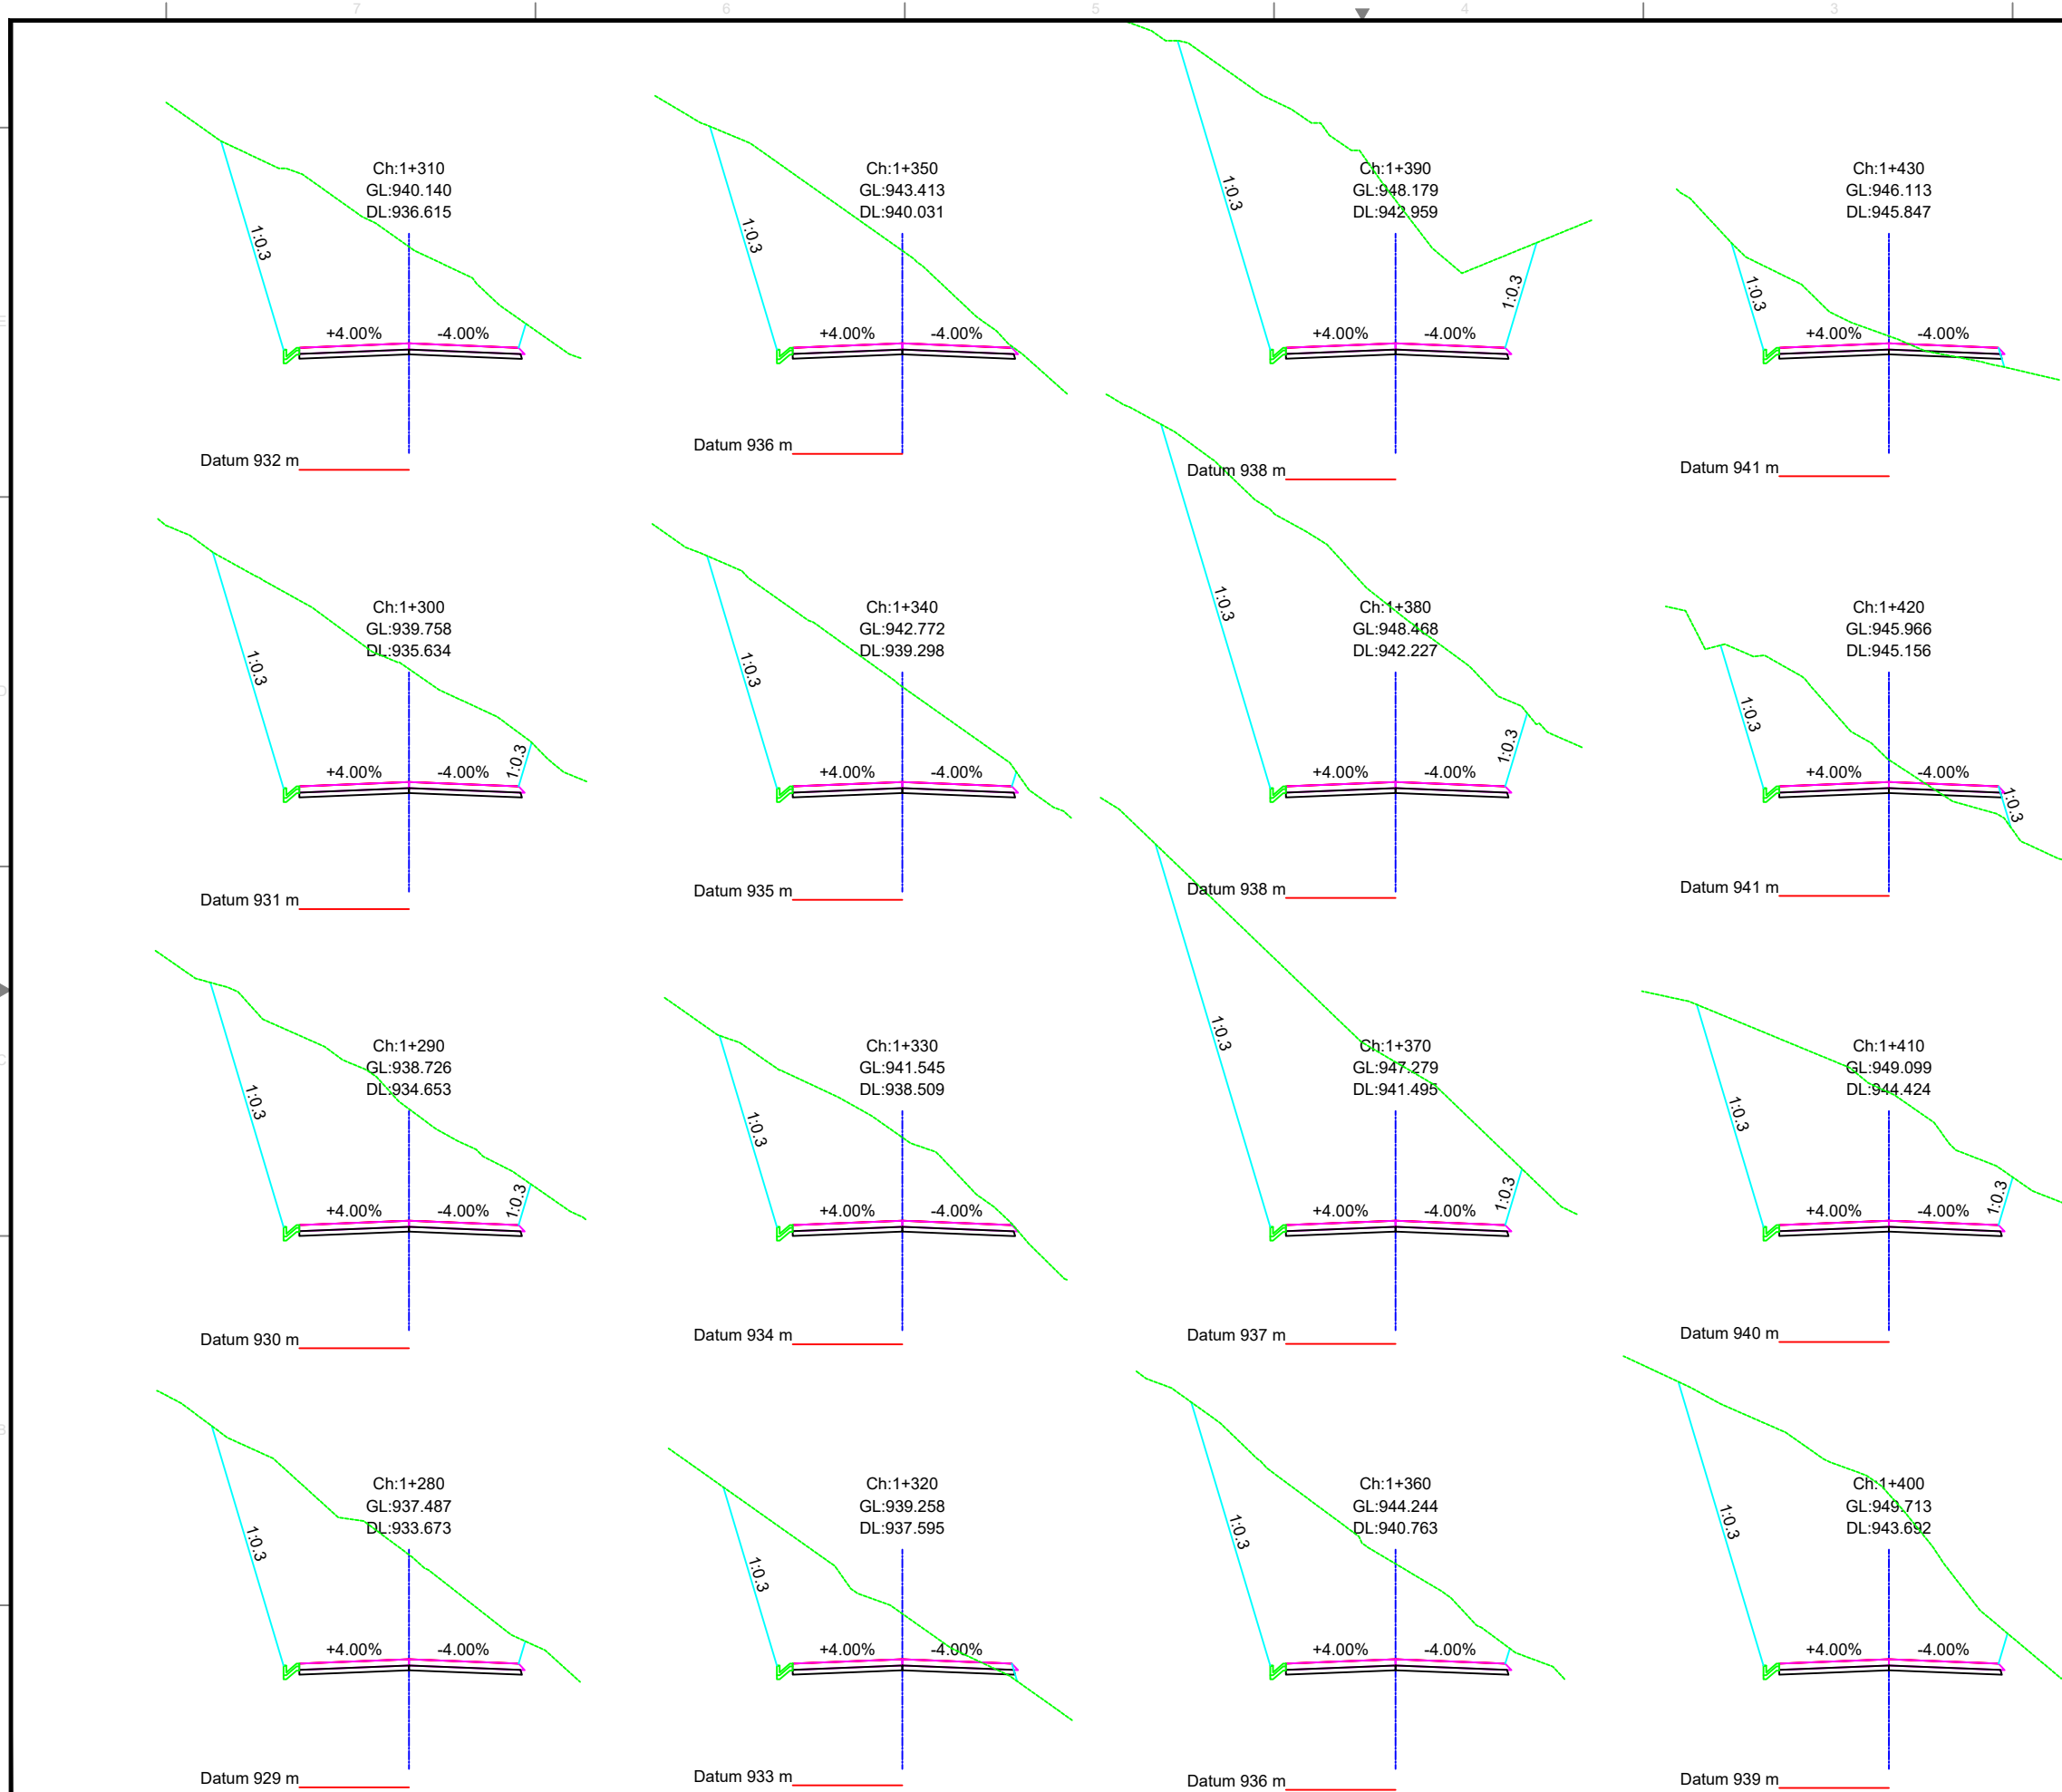 7 6 5 4 3
Ch:1+310
GL:940.140
DL:936.615
1:0.3
+4.00% -4.00%
Datum 932 m
Ch:1+350
GL:943.413
DL:940.031
1:0.3
+4.00% -4.00%
Datum 936 m
Ch:1+390
GL:948.179
DL:942.959
1:0.3
1:0.3
+4.00% -4.00%
Datum 938 m
Ch:1+430
GL:946.113
DL:945.847
1:0.3
+4.00% -4.00%
Datum 941 m
Ch:1+300
GL:939.758
DL:935.634
1:0.3
1:0.3
+4.00% -4.00%
Datum 931 m
Ch:1+340
GL:942.772
DL:939.298
1:0.3
+4.00% -4.00%
Datum 935 m
Ch:1+380
GL:948.468
DL:942.227
1:0.3
1:0.3
+4.00% -4.00%
Datum 938 m
Ch:1+420
GL:945.966
DL:945.156
1:0.3
+4.00% -4.00%
1:0.3
Datum 941 m
Ch:1+290
GL:938.726
DL:934.653
1:0.3
1:0.3
+4.00% -4.00%
Datum 930 m
Ch:1+330
GL:941.545
DL:938.509
1:0.3
+4.00% -4.00%
Datum 934 m
Ch:1+370
GL:947.279
DL:941.495
1:0.3
1:0.3
+4.00% -4.00%
Datum 937 m
Ch:1+410
GL:949.099
DL:944.424
1:0.3
1:0.3
+4.00% -4.00%
Datum 940 m
Ch:1+280
GL:937.487
DL:933.673
1:0.3
+4.00% -4.00%
Datum 929 m
Ch:1+320
GL:939.258
DL:937.595
1:0.3
+4.00% -4.00%
Datum 933 m
Ch:1+360
GL:944.244
DL:940.763
1:0.3
+4.00% -4.00%
Datum 936 m
Ch:1+400
GL:949.713
DL:943.692
1:0.3
+4.00% -4.00%
Datum 939 m